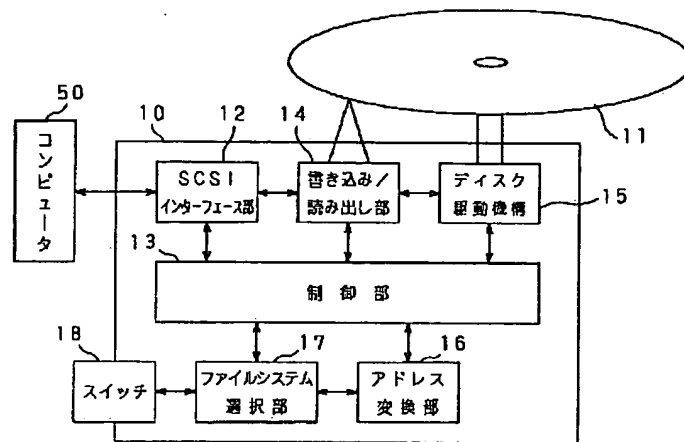 50
コンピュータ
10
12
14
11
SCSI
インターフェース部
書き込み/
読み出し部
ディスク
駆動機構
15
13
制御部
18
17
16
スイッチ
ファイルシステム
選択部
アドレス
変換部